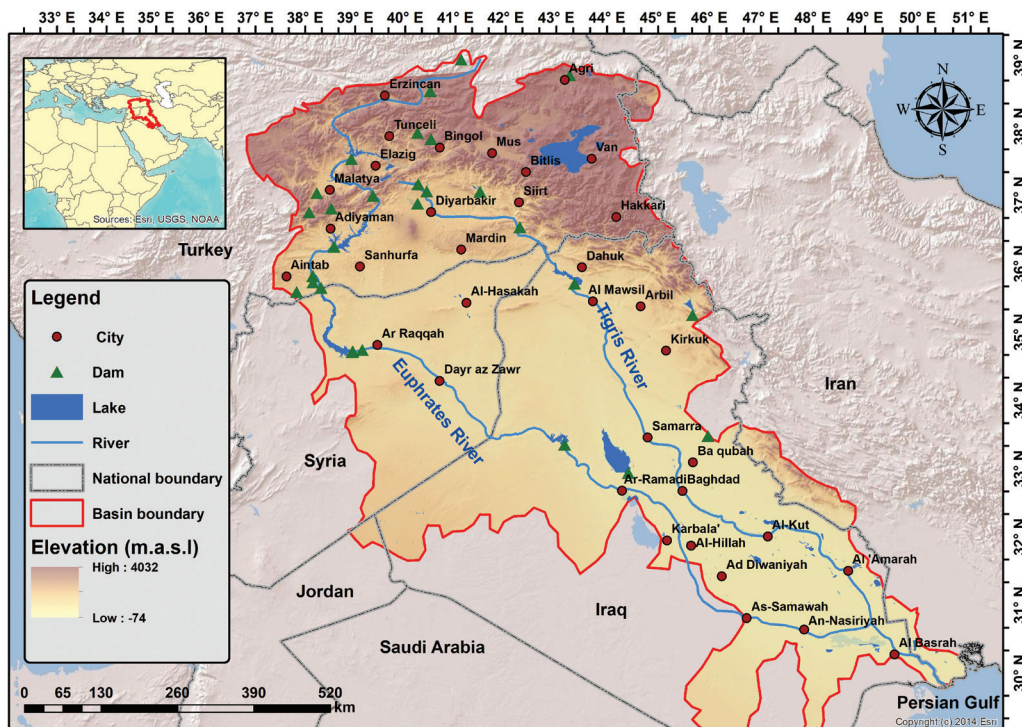 38° E 39° E 40° E 41° E 42° E 43° E 44° E 45° E 46° E 47° E 48° E 49° E 50° E 51° E
39° N
38° N
37° N
36° N
35° N
34° N
33° N
32° N
31° N
30° N
Sources: Esri, USGS, NOAA
N
W E
S
Agri
Erzincan
Tunceli
Bingol
Mus
Van
Elazig
Bitlis
Malatya
Siirt
Diyarbakir
Hakkari
Adiyaman
Turkey
Mardin
Sanhurfa
Dahuk
Aintab
Al-Hasakah
Al Mawsil
Arbil
Tigris River
Ar Raqqah
Kirkuk
Iran
Dayr az Zawr
Euphrates River
Samarra
Ba qubah
Syria
Ar-Ramadi
Baghdad
Karbala'
Al-Kut
Al-Hillah
Al 'Amarah
Ad Diwaniyah
Jordan
Iraq
As-Samawah
An-Nasiriyah
Saudi Arabia
Al Basrah
Persian Gulf
Copyright:(c) 2014 Esri
Legend
City
Dam
Lake
River
National boundary
Basin boundary
Elevation (m.a.s.l)
High : 4032
Low : -74
0 65 130 260 390 520
km